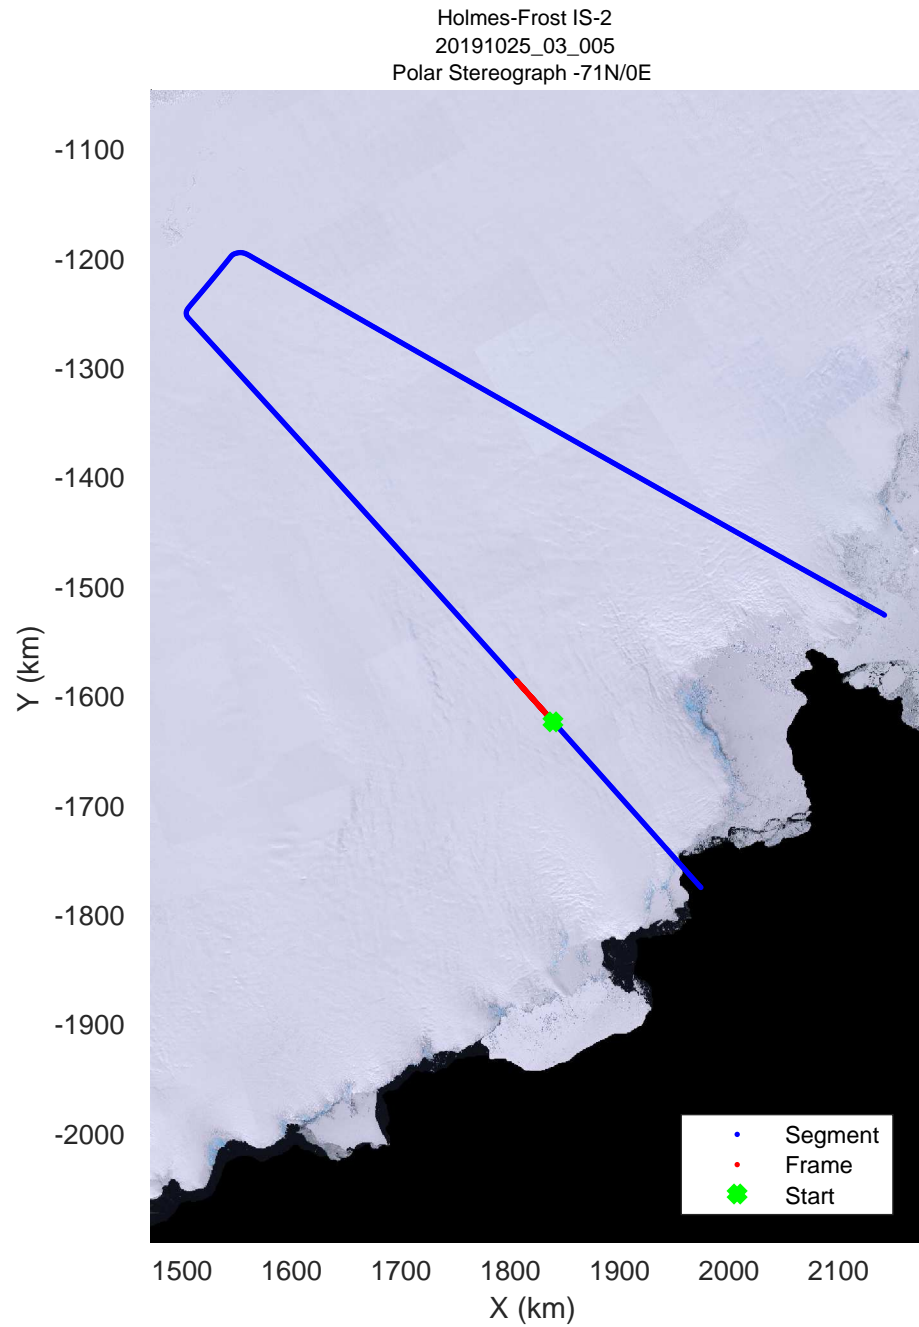 Holmes-Frost IS-2
20191025_03_005
Polar Stereograph -71N/0E
-1100
-1200
-1300
-1400
-1500
-1600
-1700
-1800
-1900
-2000
Y (km)
Segment
Frame
Start
1500 1600 1700 1800 1900 2000 2100
X (km)